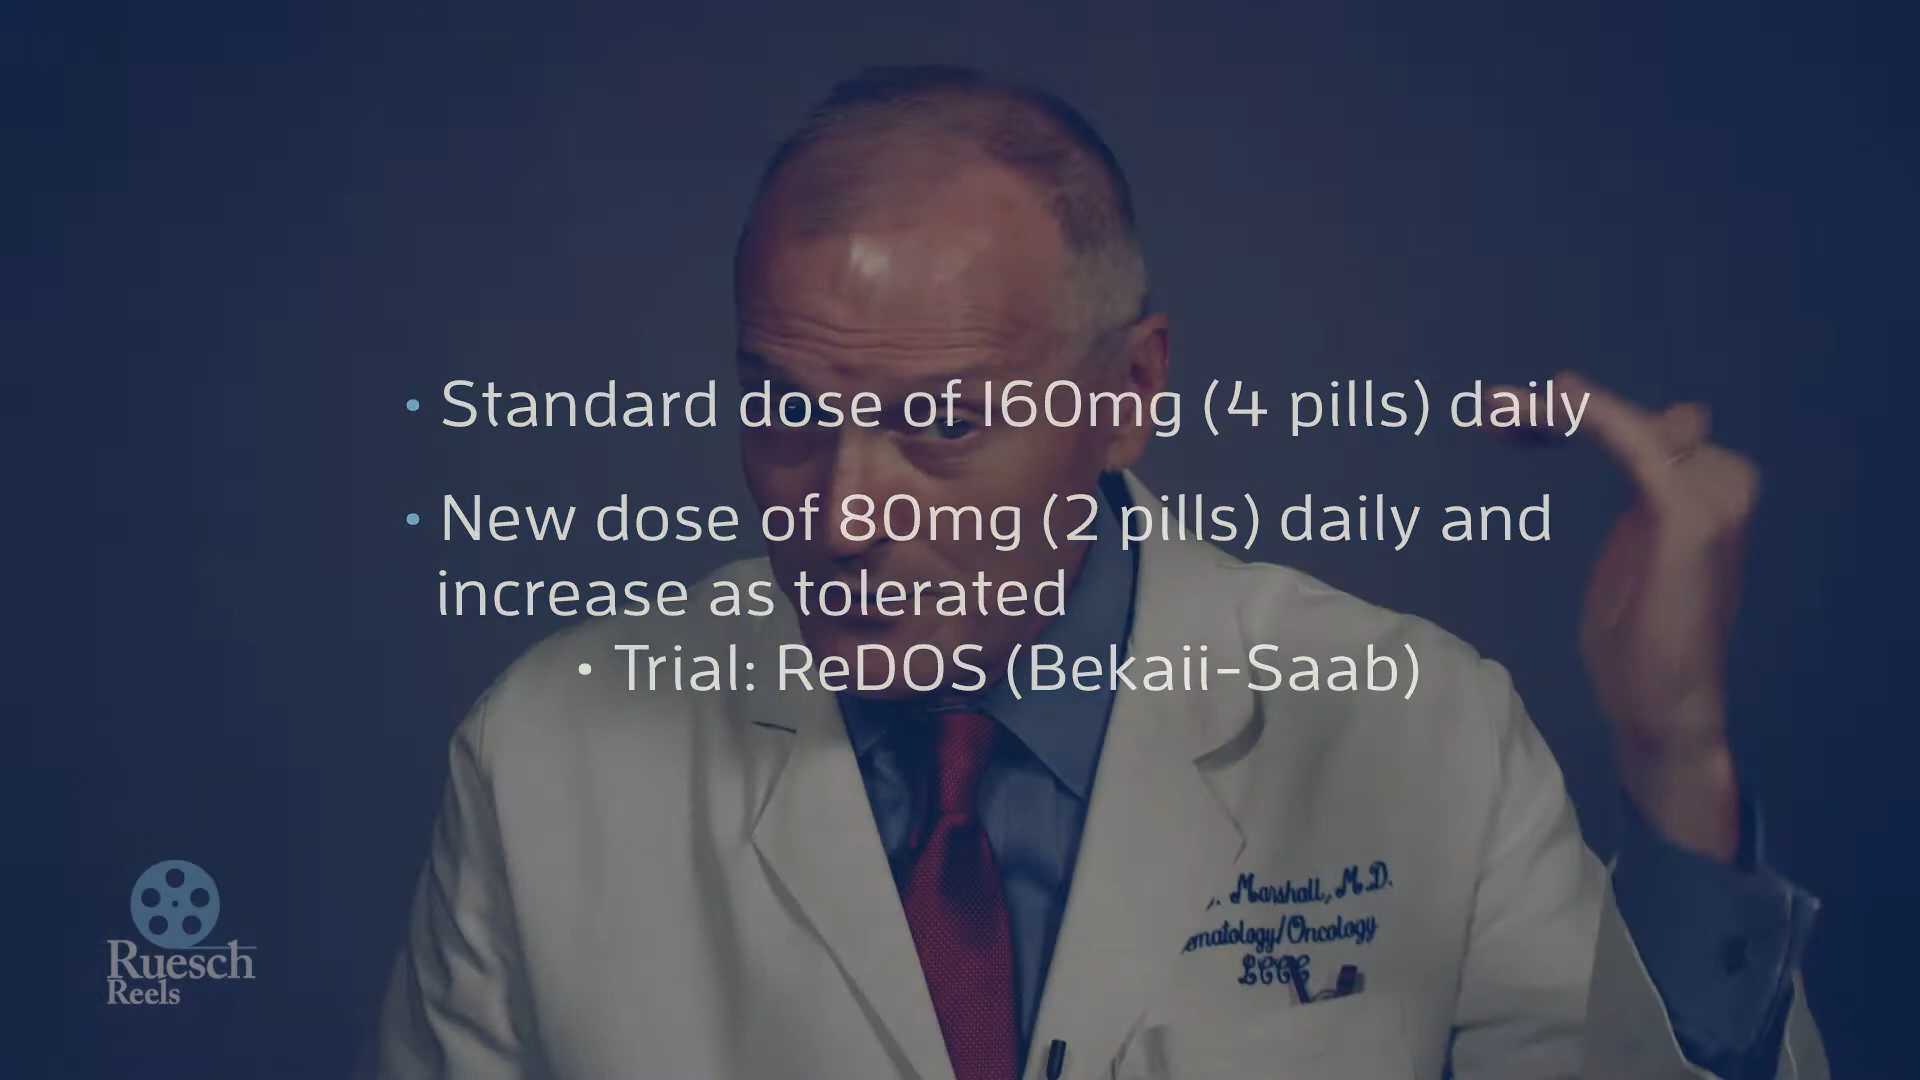 • Standard dose of 160mg (4 pills) daily
• New dose of 80mg (2 pills) daily and
increase as tolerated
• Trial: ReDOS (Bekaii-Saab)
. Marshall, M.D.
ematology/Oncology
LCCC
Ruesch
Reels